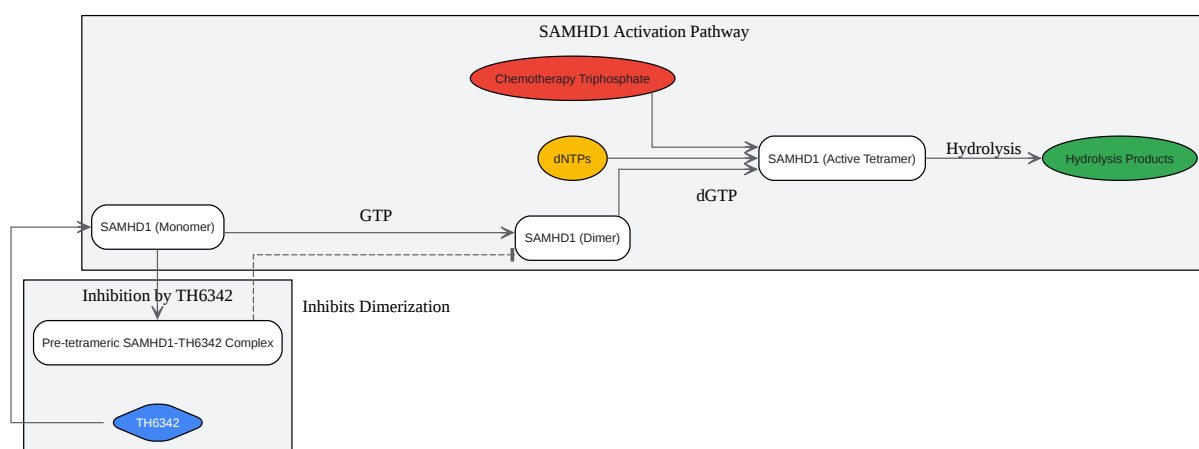 SAMHD1 Activation Pathway
Chemotherapy Triphosphate
dNTPs
SAMHD1 (Active Tetramer)
Hydrolysis
Hydrolysis Products
dGTP
SAMHD1 (Monomer)
GTP
SAMHD1 (Dimer)
Inhibition by TH6342
Inhibits Dimerization
Pre-tetrameric SAMHD1-TH6342 Complex
TH6342